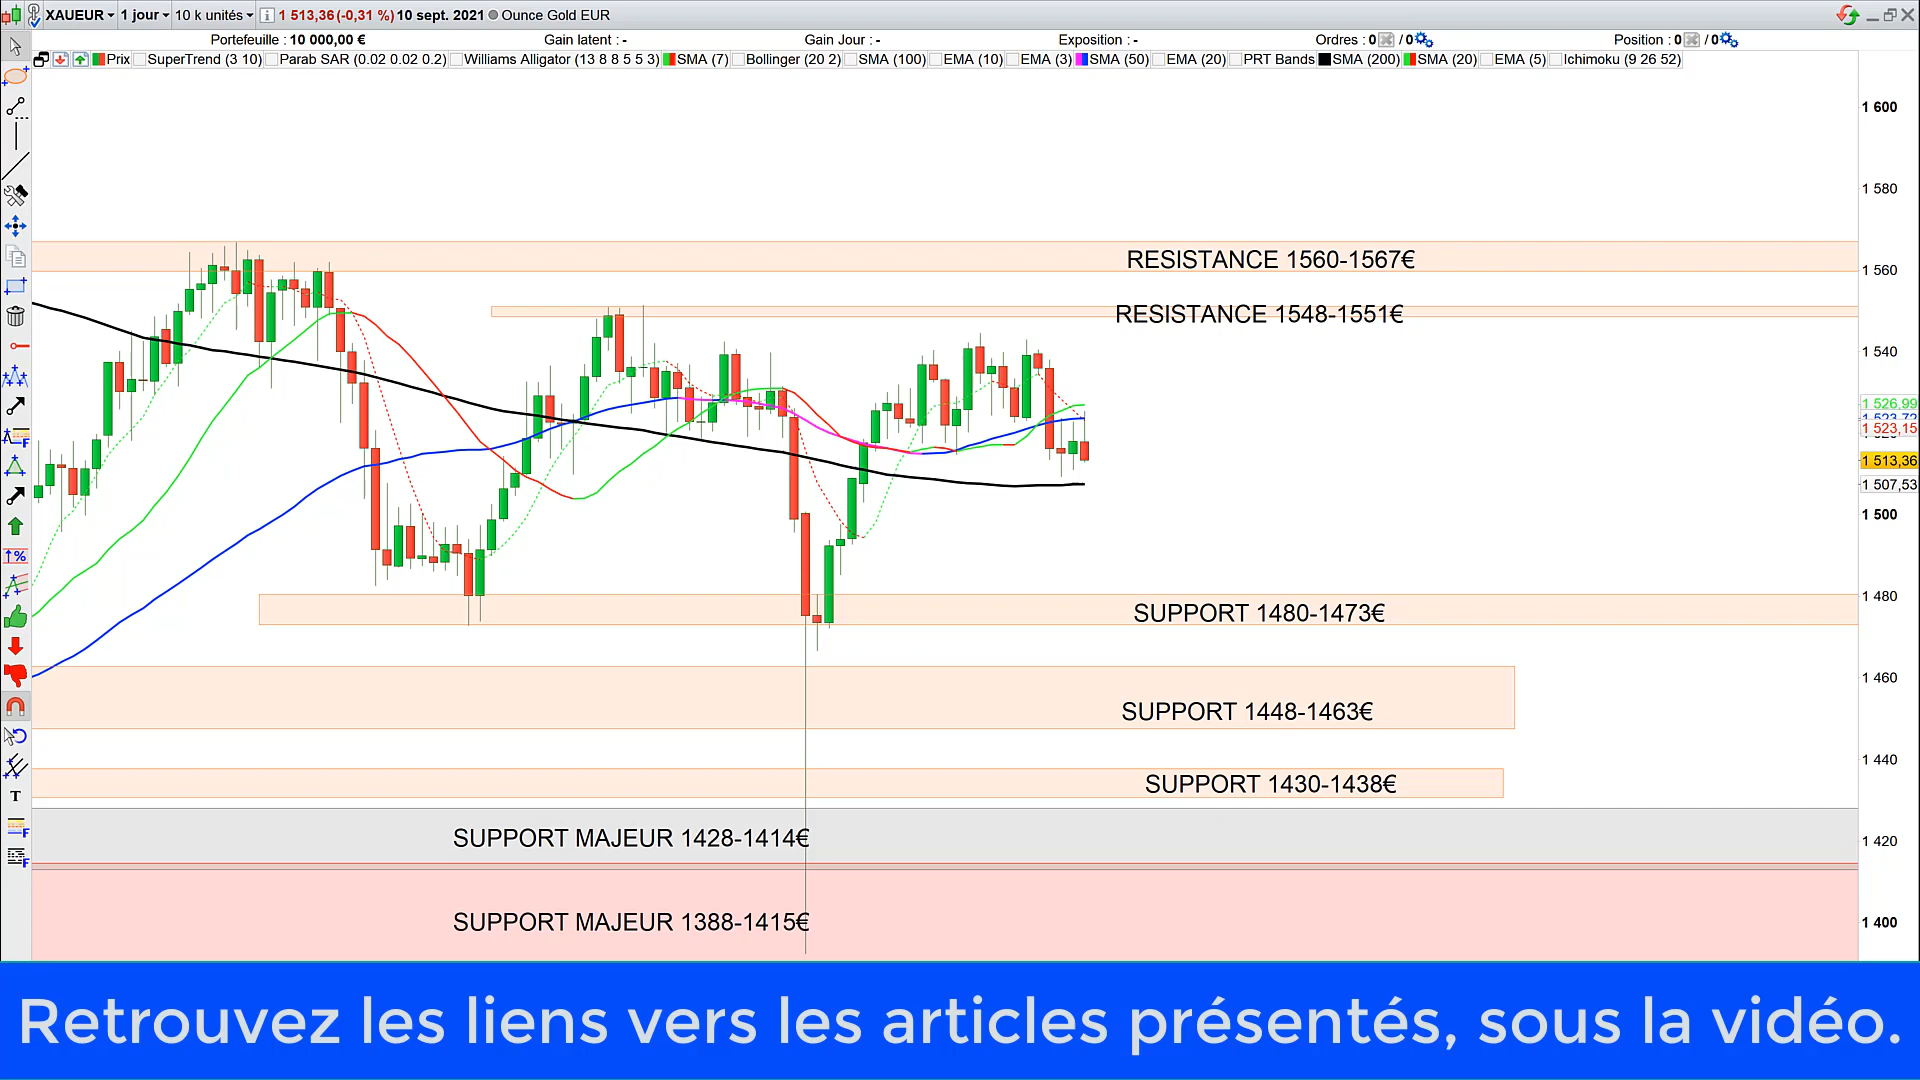 XAUEUR 1 jour 10 k unités 1 513,36 (-0,31 %) 10 sept. 2021 Ounce Gold EUR
Portefeuille : 10 000,00 € Gain latent : - Gain Jour : - Exposition : - Ordres : 0 / 0 Position : 0 / 0
Prix SuperTrend (3 10) Parab SAR (0.02 0.02 0.2) Williams Alligator (13 8 8 5 5 3) SMA (7) Bollinger (20 2) SMA (100) EMA (10) EMA (3) SMA (50) EMA (20) PRT Bands SMA (200) SMA (20) EMA (5) Ichimoku (9 26 52)
1 600
1 580
RESISTANCE 1560-1567€
1 560
RESISTANCE 1548-1551€
1 540
1 526,99
1 523,72
1 523,15
1 513,36
1 507,53
1 500
1 480
SUPPORT 1480-1473€
1 460
SUPPORT 1448-1463€
1 440
SUPPORT 1430-1438€
SUPPORT MAJEUR 1428-1414€
1 420
SUPPORT MAJEUR 1388-1415€
1 400
Retrouvez les liens vers les articles présentés, sous la vidéo.